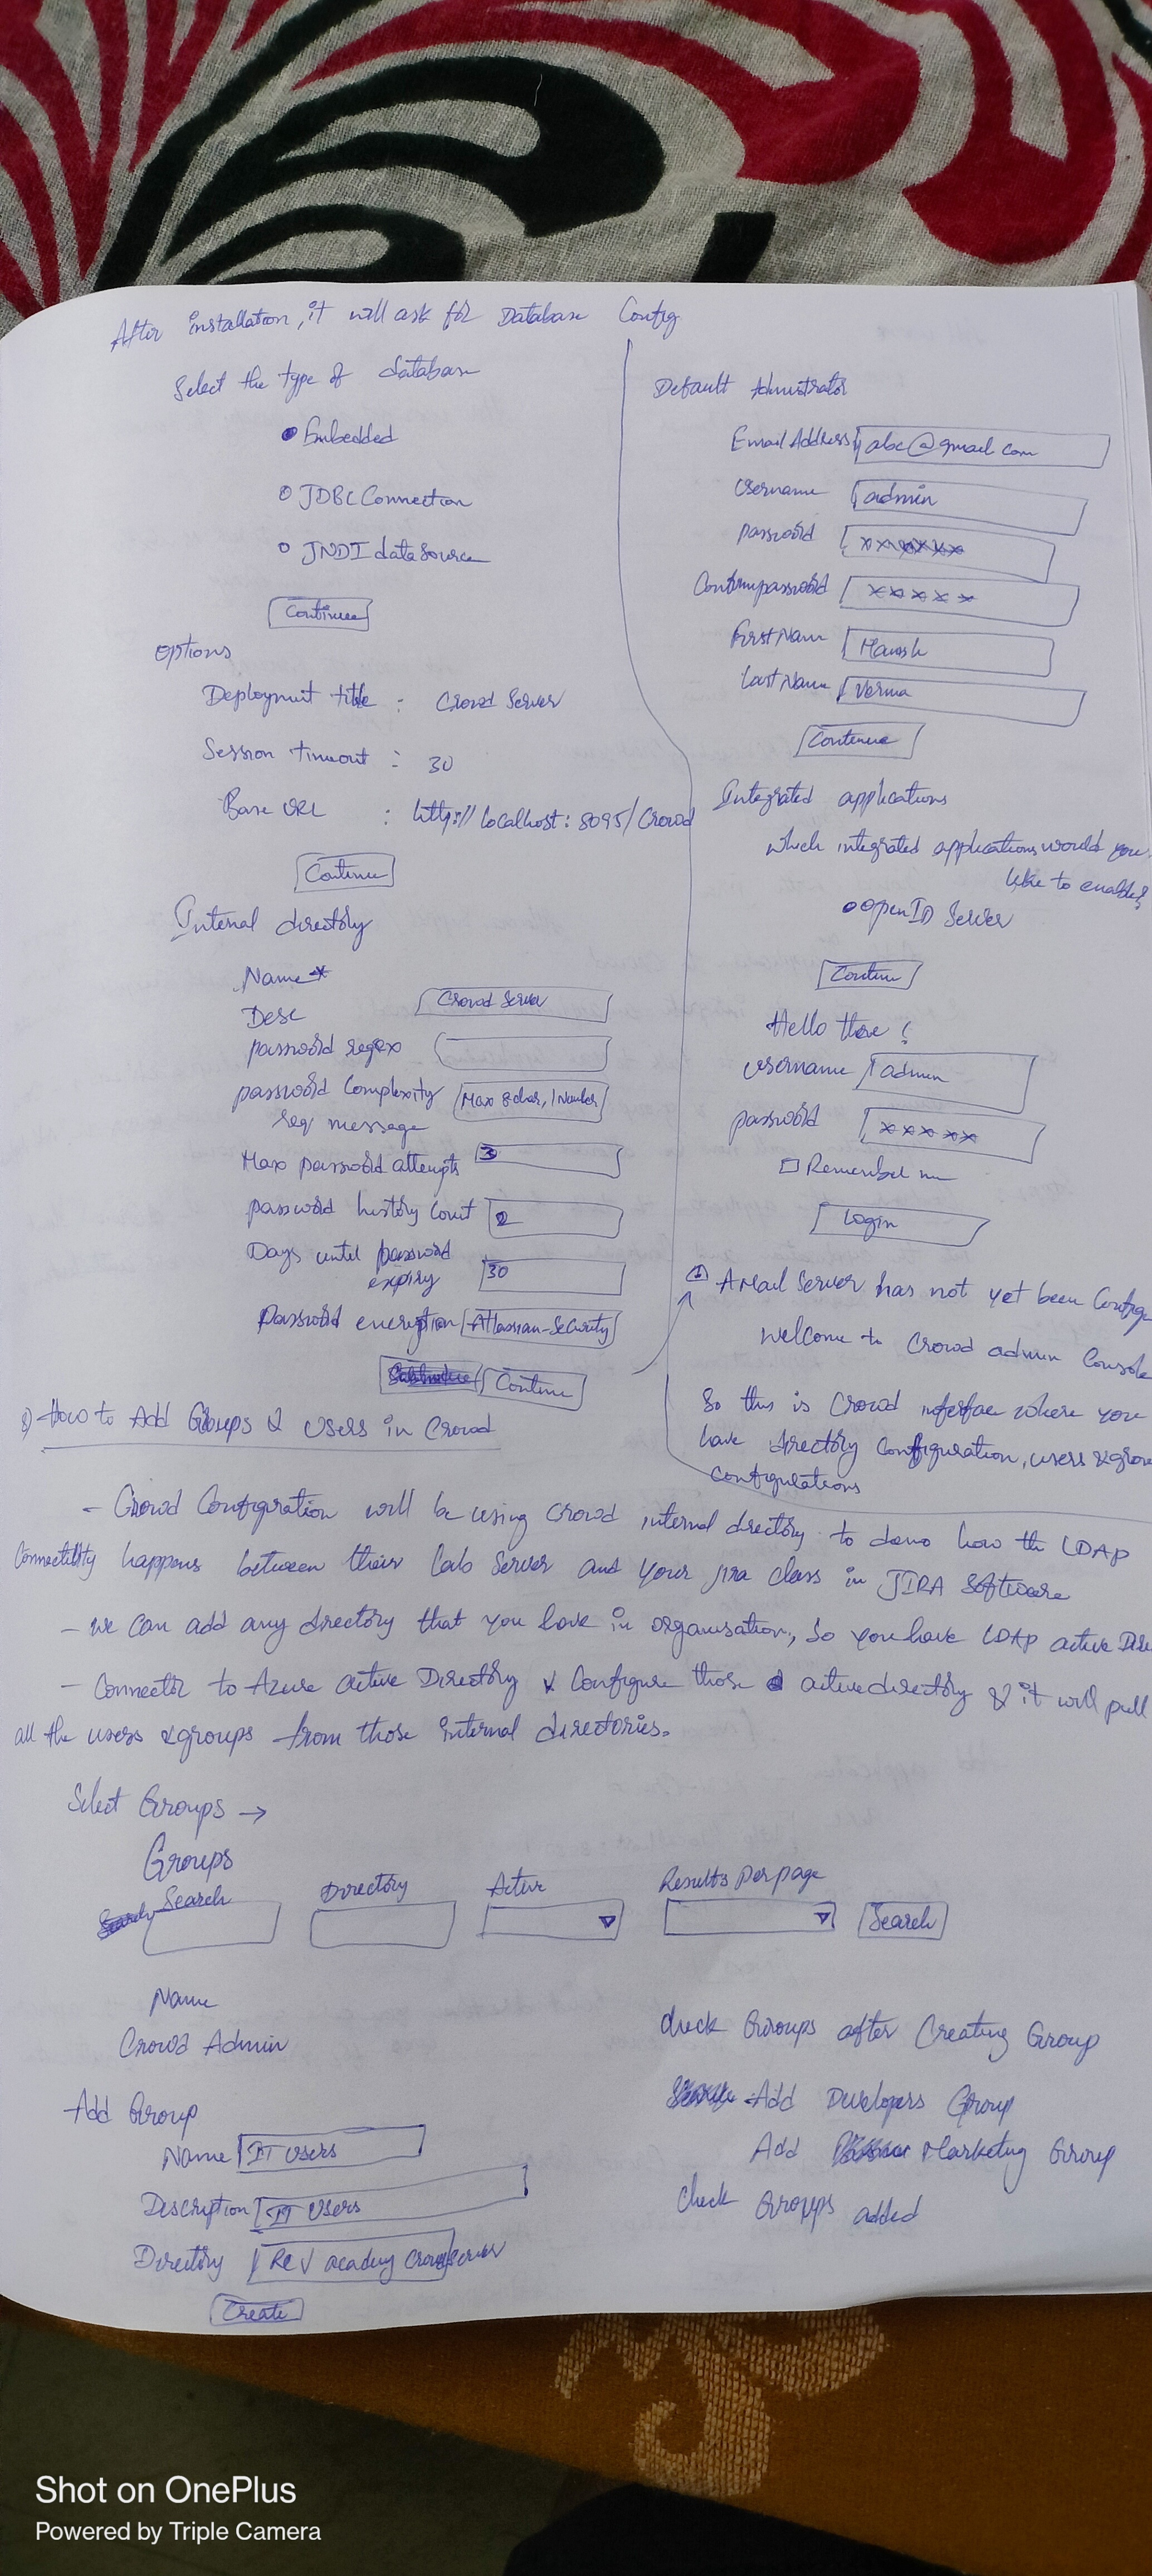 After installation, it will ask for Database Config
Select the type of database
Embedded
JDBC Connection
JNDI data source
Continue
Options
Deployment title : Crowd Server
Session timeout : 30
Base URL : http://localhost:8095/Crowd
Continue
Internal directory
Name*
Desc
Crowd Server
password regex
password complexity
req message
Max 8 char, 1 Number
Max password attempts 3
password history count 2
Days until password
expiry 30
Password encryption Atlassian-Security
Continue
Default Admistrator
Email Address abc@gmail.com
Username admin
password xxxxxx
Confirm password xxxxx
First Name
Last Name Verma
Continue
Integrated applications
which integrated applications would you
like to enable?
openID Server
Continue
Hello there !
username admin
password xxxxx
Remember me
Login
A Mail Server has not yet been
Welcome to Crowd admin Console
So this is Crowd interface where you
have directory Configuration, users &
configurations
8) How to Add Groups & Users in Crowd
- Crowd Configuration will be using crowd internal directory to demo how the LDAP
Connectivity happens between their Lab Server and your jira class in JIRA Software
- We can add any directory that you have in organisation, So you have LDAP active
- Connector to Azure active Directory & Configure those active directory & it will pull
all the users & groups from those internal directories.
Select Groups →
Groups
Search Directory Active Results per page
Search
Name
Crowd Admin
Add Group
Name IT Users
Description IT Users
Directory academy Crowd Server
Create
check Groups after Creating Group
Add Developers Group
Add Marketing Group
check Groups added
Shot on OnePlus
Powered by Triple Camera